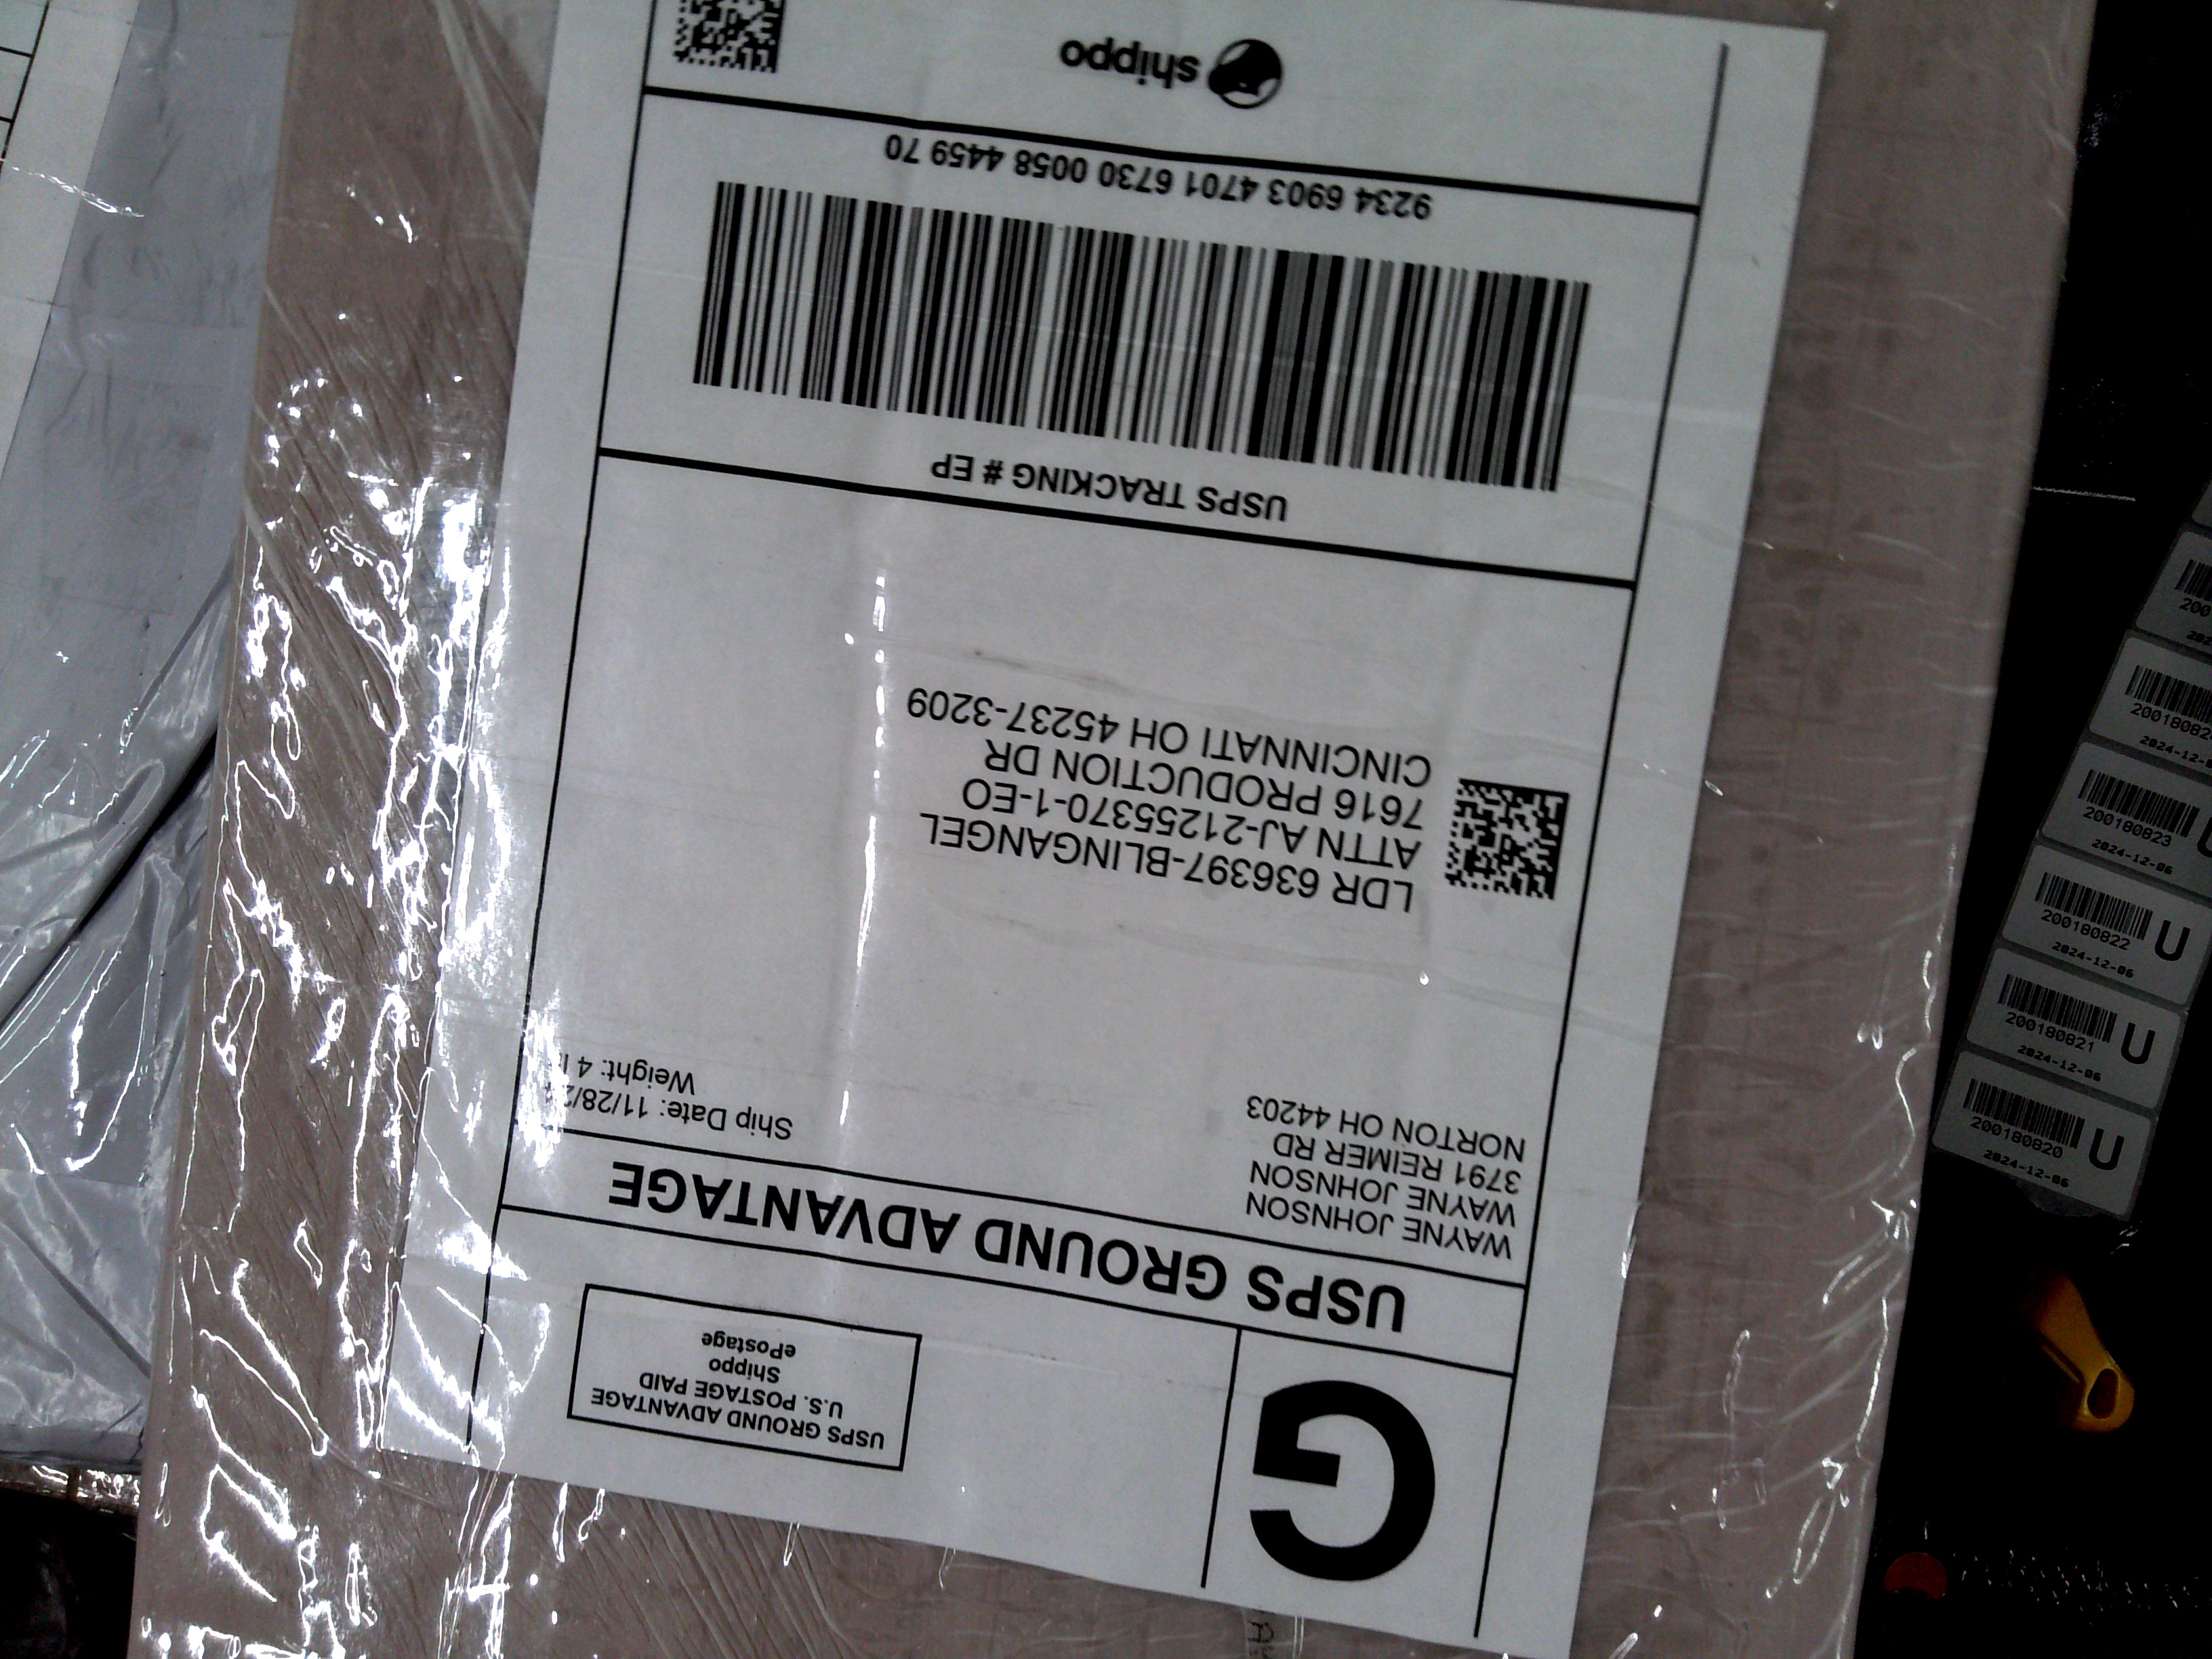 G
USPS GROUND ADVANTAGE
U.S. POSTAGE PAID
Shippo
ePostage
USPS GROUND ADVANTAGE
WAYNE JOHNSON
WAYNE JOHNSON
3791 REIMER RD
NORTON OH 44203
Ship Date: 11/28/24
Weight: 4
LDR 636397-BLINGANGEL
ATTN AJ-21255370-1-EO
7616 PRODUCTION DR
CINCINNATI OH 45237-3209
USPS TRACKING # EP
9234 6903 4701 6730 0058 4459 70
shippo
200180823
2024-12-06
200180822 U
2024-12-06
200180821 U
2024-12-06
200180820 U
2024-12-06